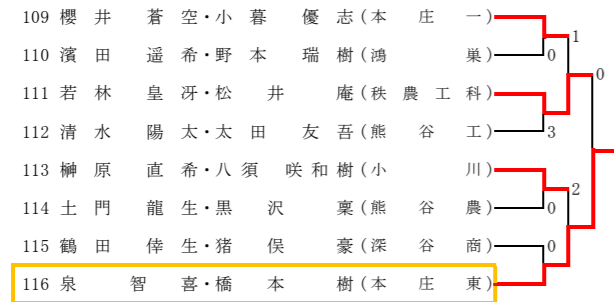 109 櫻井 蒼空・小暮 優志(本庄一) 1
110 濱田 遥希・野本 瑞樹(鴻巣) 0
0
111 若林 皇冴・松井 庵(秩農工科)
112 清水 陽太・太田 友吾(熊谷工) 3
113 榊原 直希・八須 咲和樹(小川)
2
114 土門 龍生・黒沢 稟(熊谷農) 0
115 鶴田 倖生・猪俣 豪(深谷商) 0
116 泉 智喜・橋本 樹(本庄東)